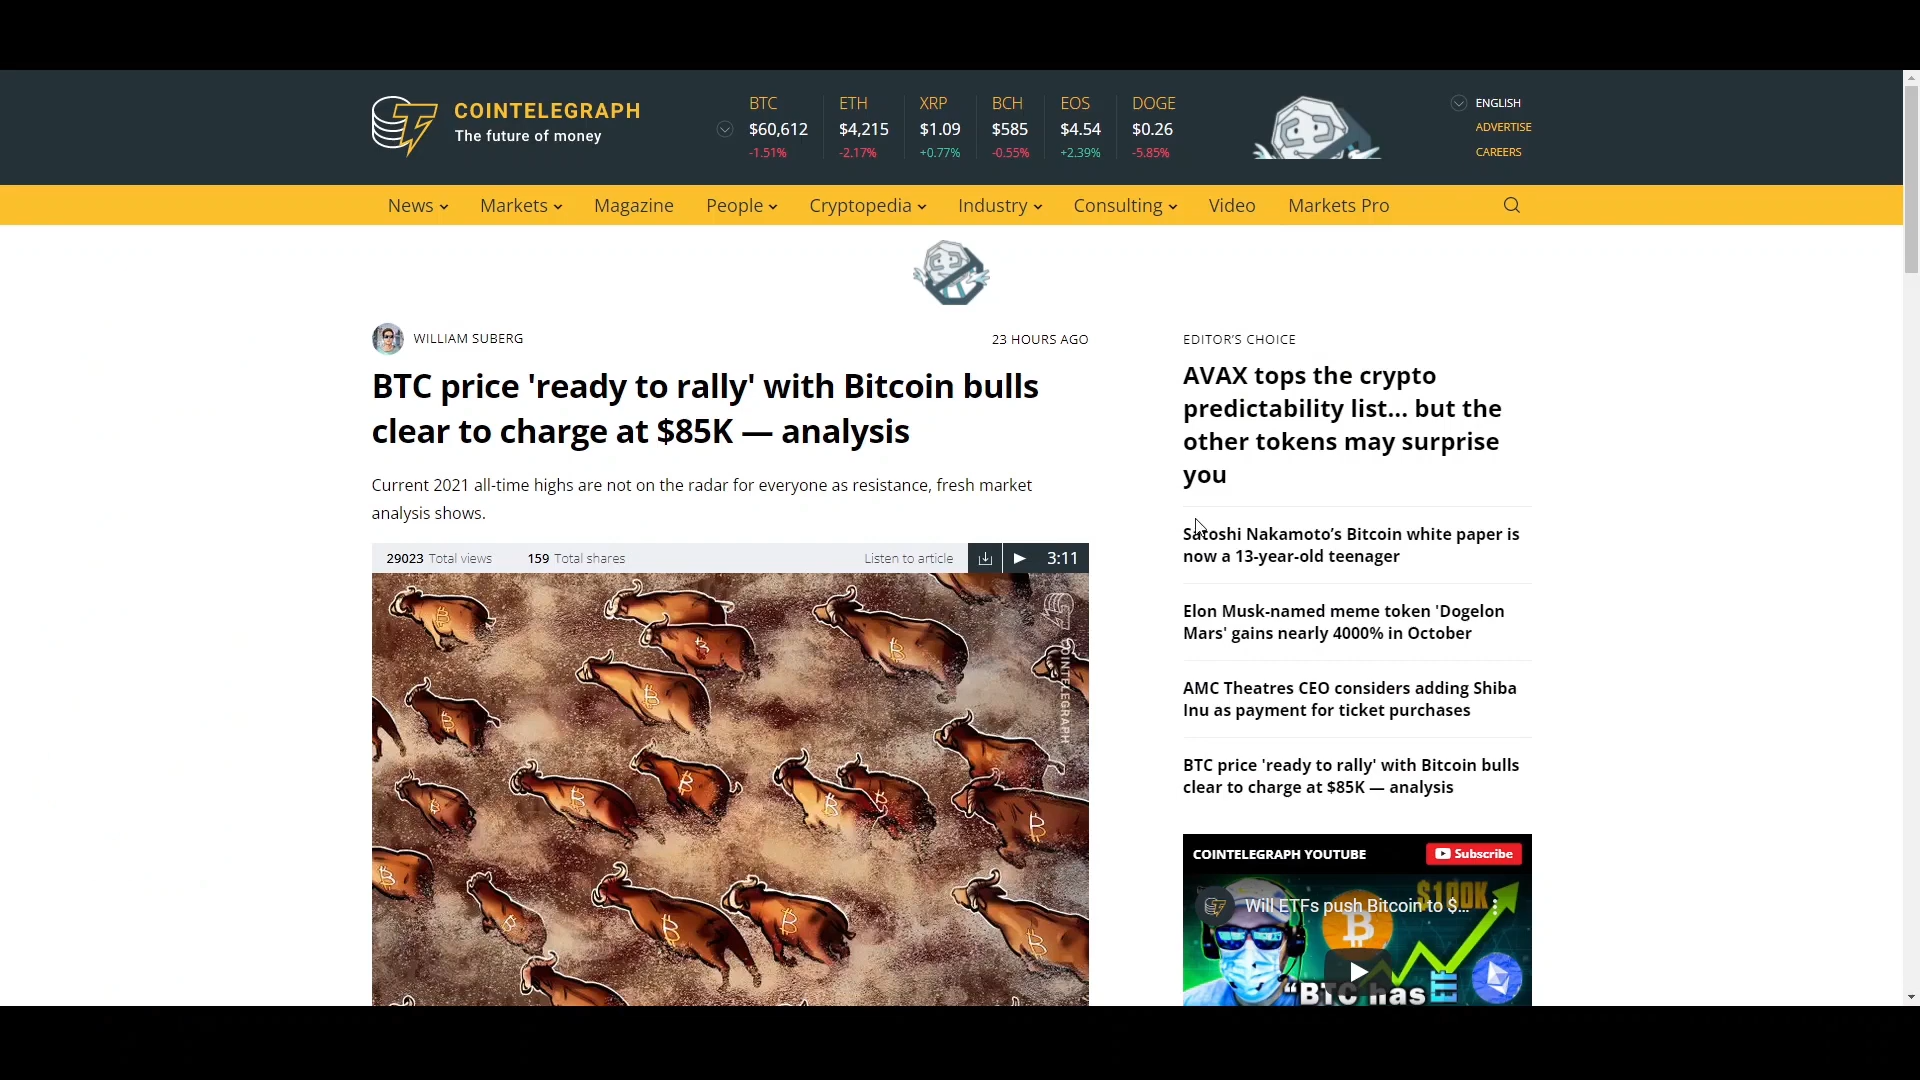 COINTELEGRAPH
The future of money
BTC
$60,612
-1.51%
ETH
$4,215
-2.17%
XRP
$1.09
+0.77%
BCH
$585
-0.55%
EOS
$4.54
+2.39%
DOGE
$0.26
-5.85%
ENGLISH
ADVERTISE
CAREERS
News Markets Magazine People Cryptopedia Industry Consulting Video Markets Pro
WILLIAM SUBERG 23 HOURS AGO
BTC price 'ready to rally' with Bitcoin bulls
clear to charge at $85K — analysis
Current 2021 all-time highs are not on the radar for everyone as resistance, fresh market
analysis shows.
29023 Total views 159 Total shares Listen to article 3:11
COINTELEGRAPH
EDITOR'S CHOICE
AVAX tops the crypto
predictability list... but the
other tokens may surprise
you
Satoshi Nakamoto’s Bitcoin white paper is
now a 13-year-old teenager
Elon Musk-named meme token 'Dogelon
Mars' gains nearly 4000% in October
AMC Theatres CEO considers adding Shiba
Inu as payment for ticket purchases
BTC price 'ready to rally' with Bitcoin bulls
clear to charge at $85K — analysis
COINTELEGRAPH YOUTUBE Subscribe
$100K
Will ETFs push Bitcoin to $...
ETF
“BTC has